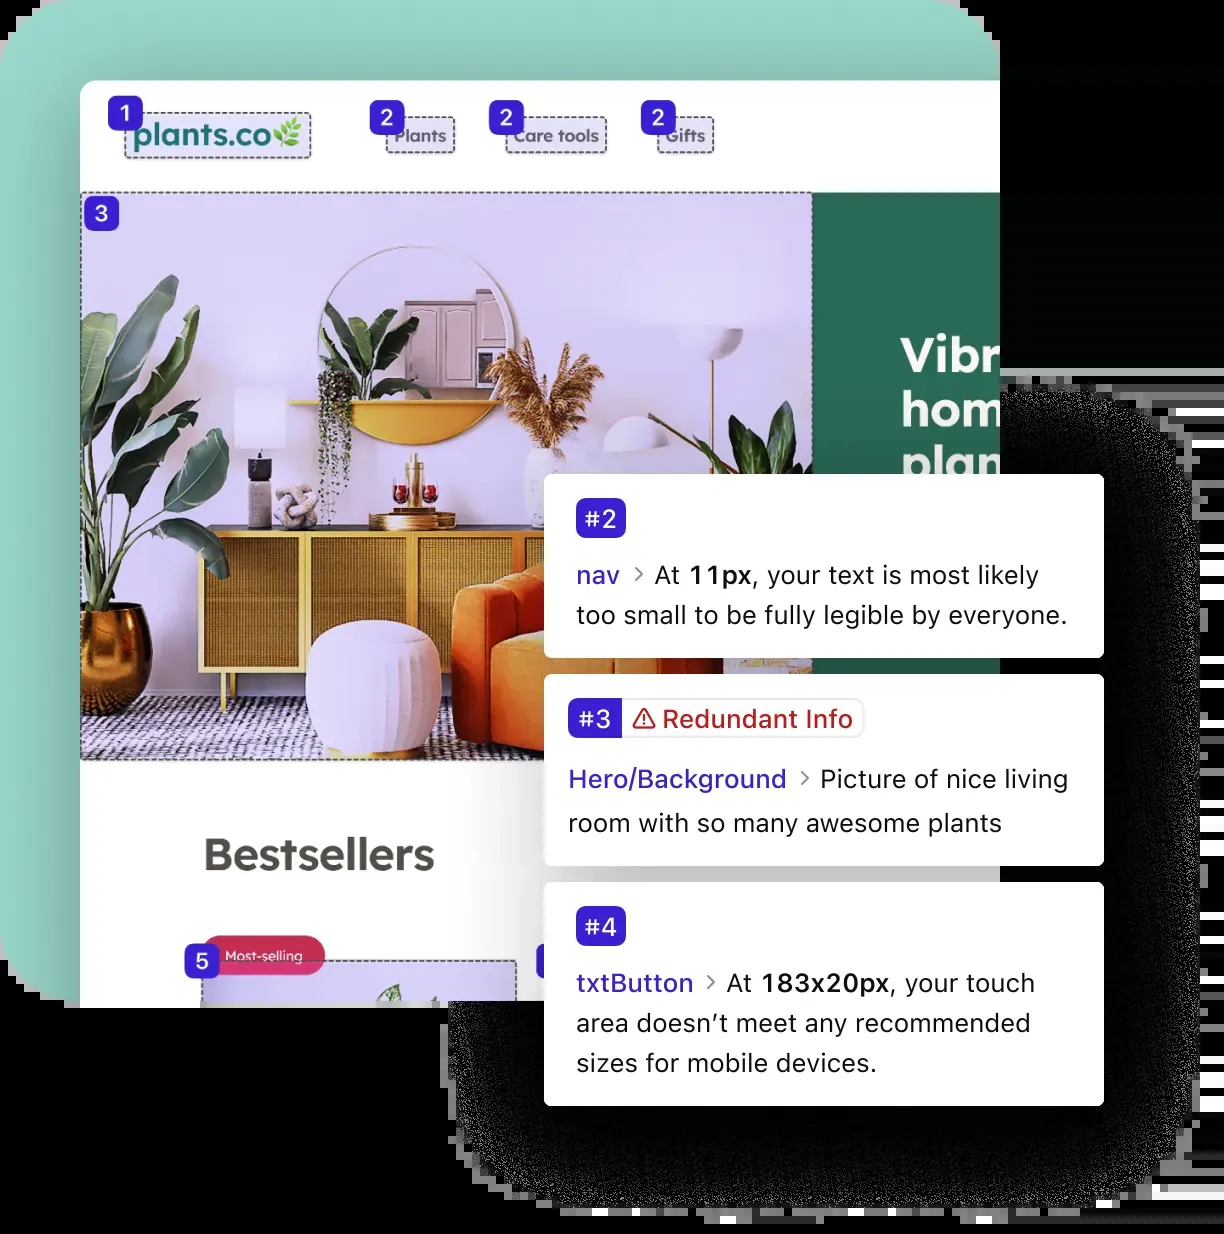 1
plants.co
2
Plants
2
Care tools
2
Gifts
3
Vibr
hom
plan
#2
nav > At 11px, your text is most likely
too small to be fully legible by everyone.
#3 Redundant Info
Hero/Background > Picture of nice living
room with so many awesome plants
Bestsellers
#4
5
Most-selling
txtButton > At 183x20px, your touch
area doesn’t meet any recommended
sizes for mobile devices.